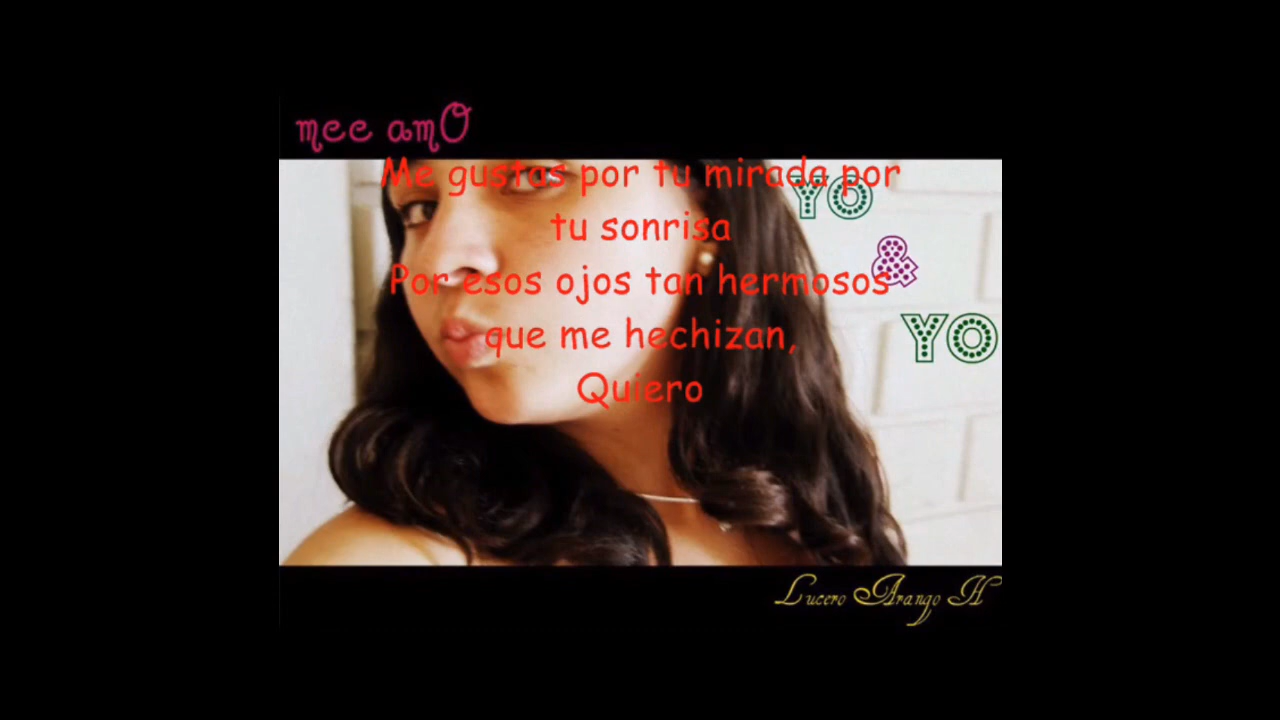 mee amO
Me gustas por tu mirada por
tu sonrisa
Por esos ojos tan hermosos
que me hechizan,
Quiero
YO
&
YO
Lucero Arango H